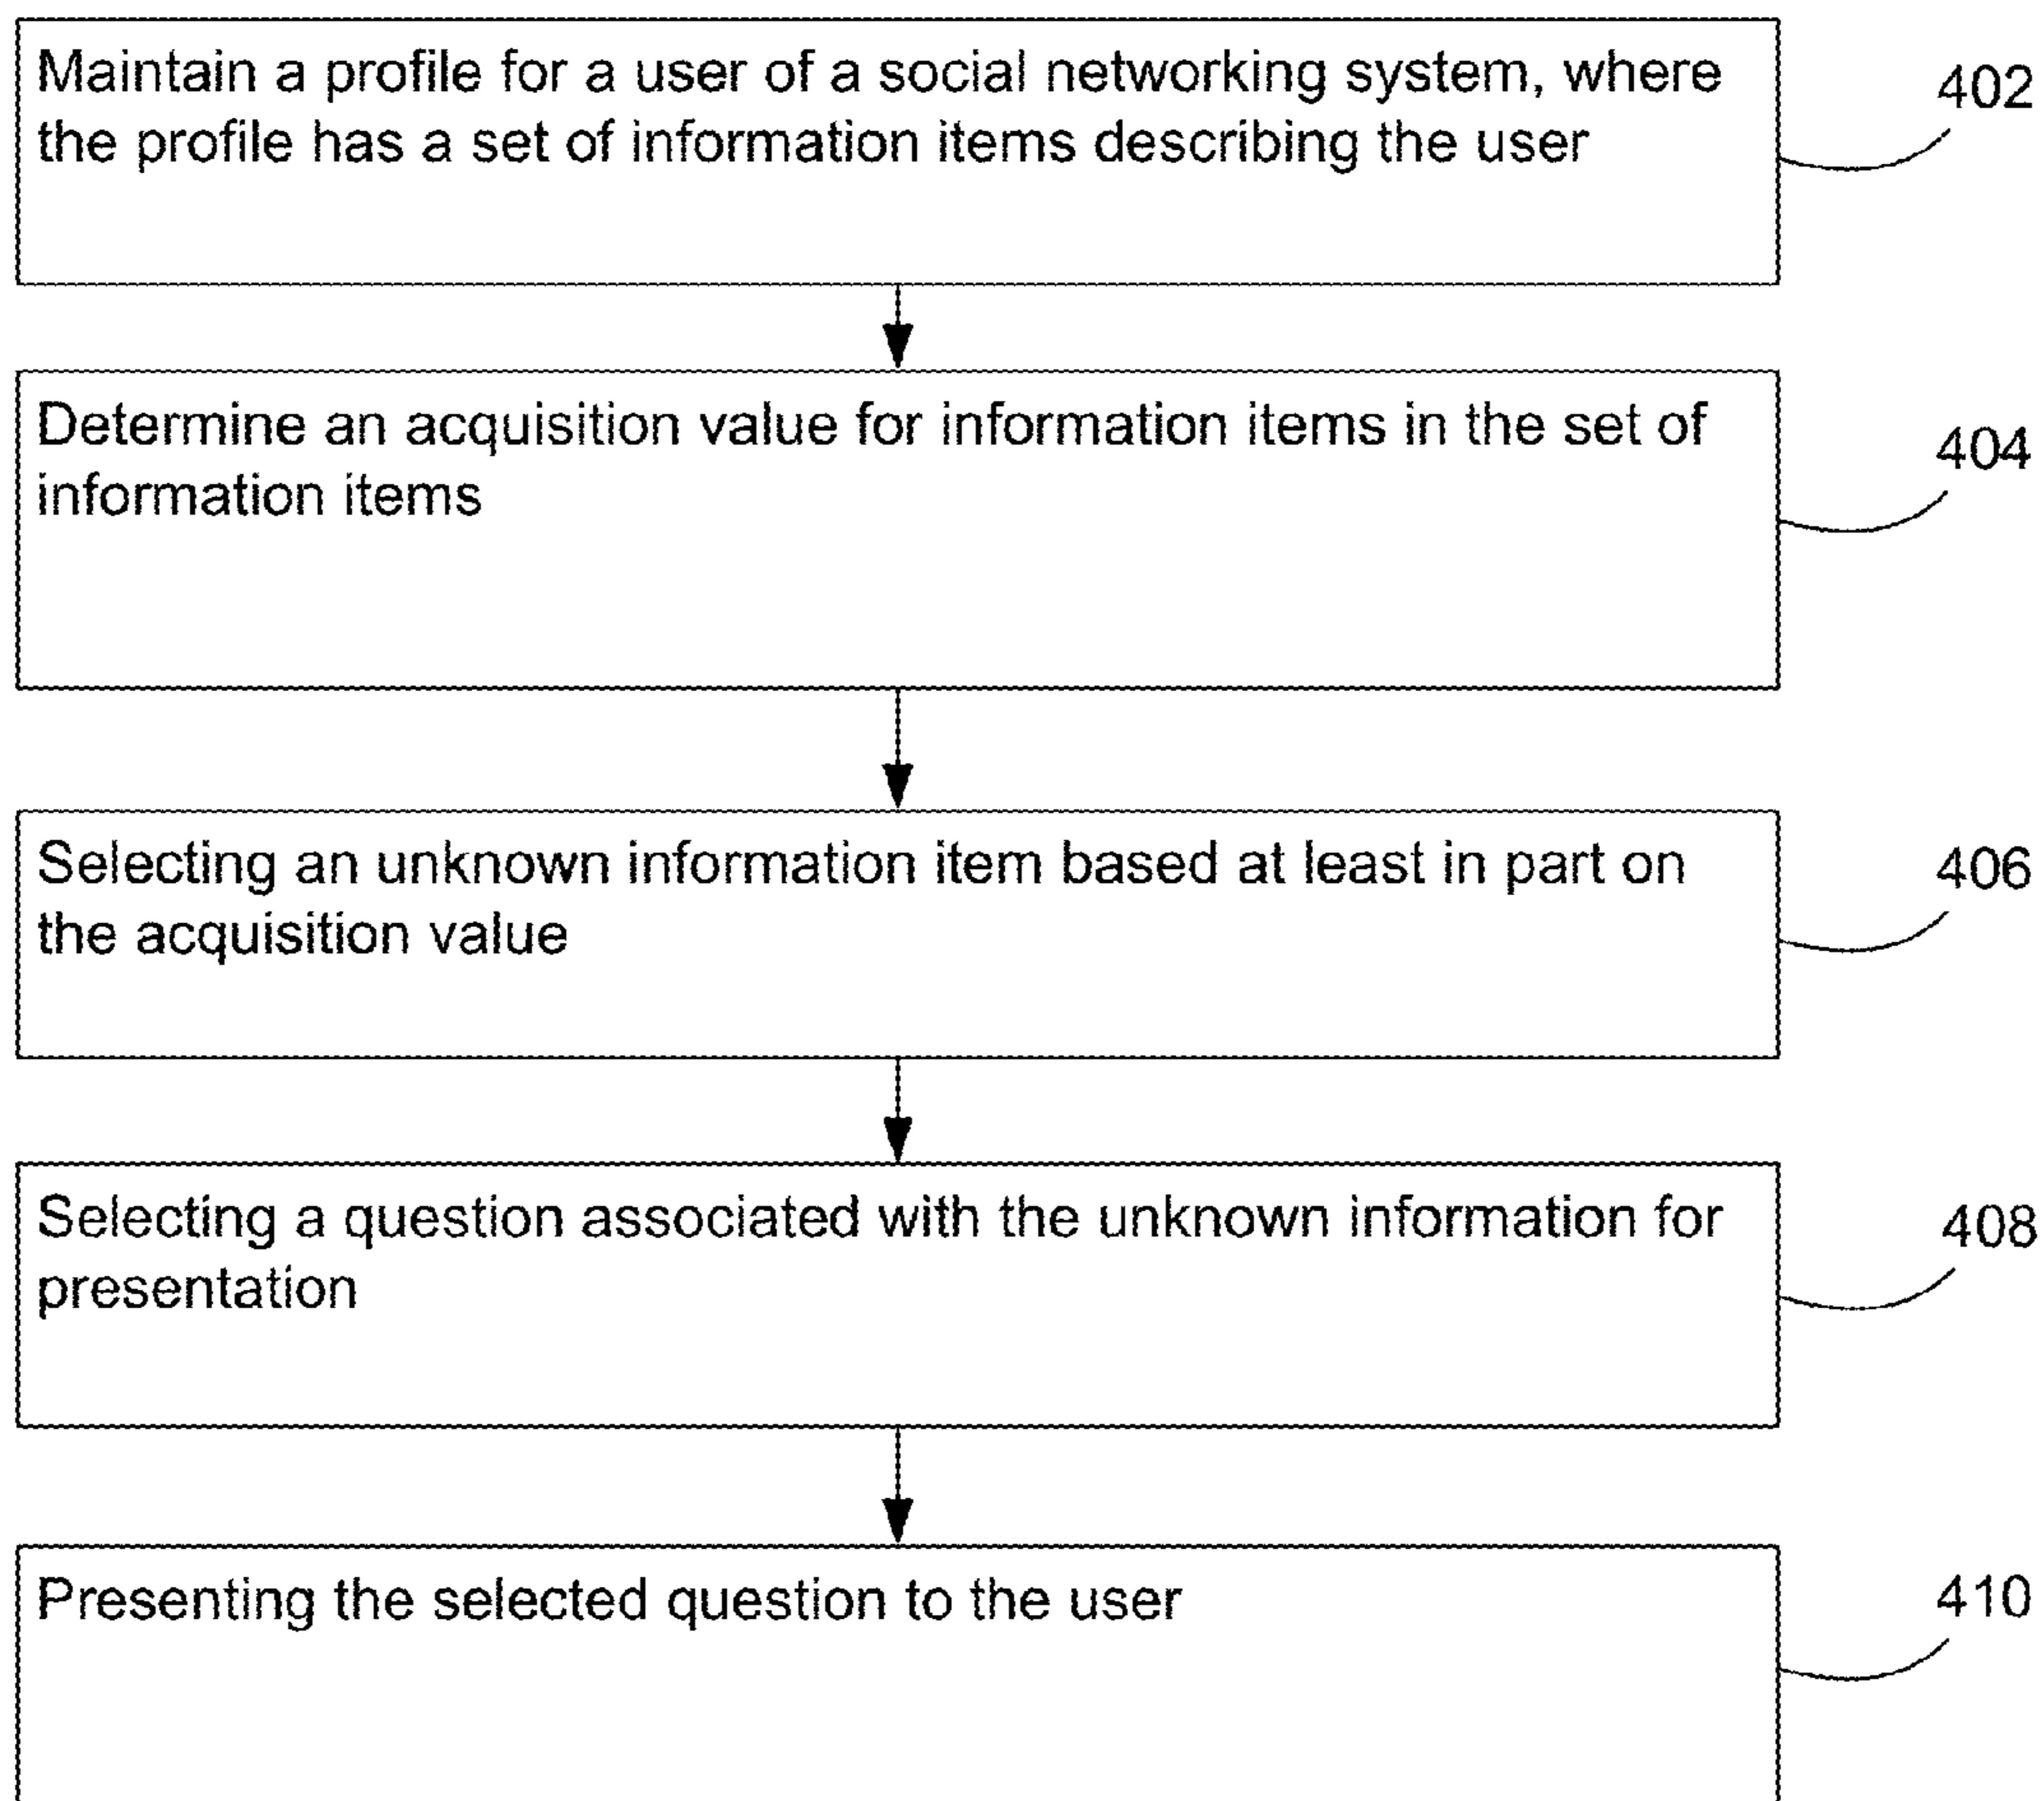 Maintain a profile for a user of a social networking system, where
the profile has a set of information items describing the user
402
Determine an acquisition value for information items in the set of
information items
404
Selecting an unknown information item based at least in part on
the acquisition value
406
Selecting a question associated with the unknown information for
presentation
408
Presenting the selected question to the user
410